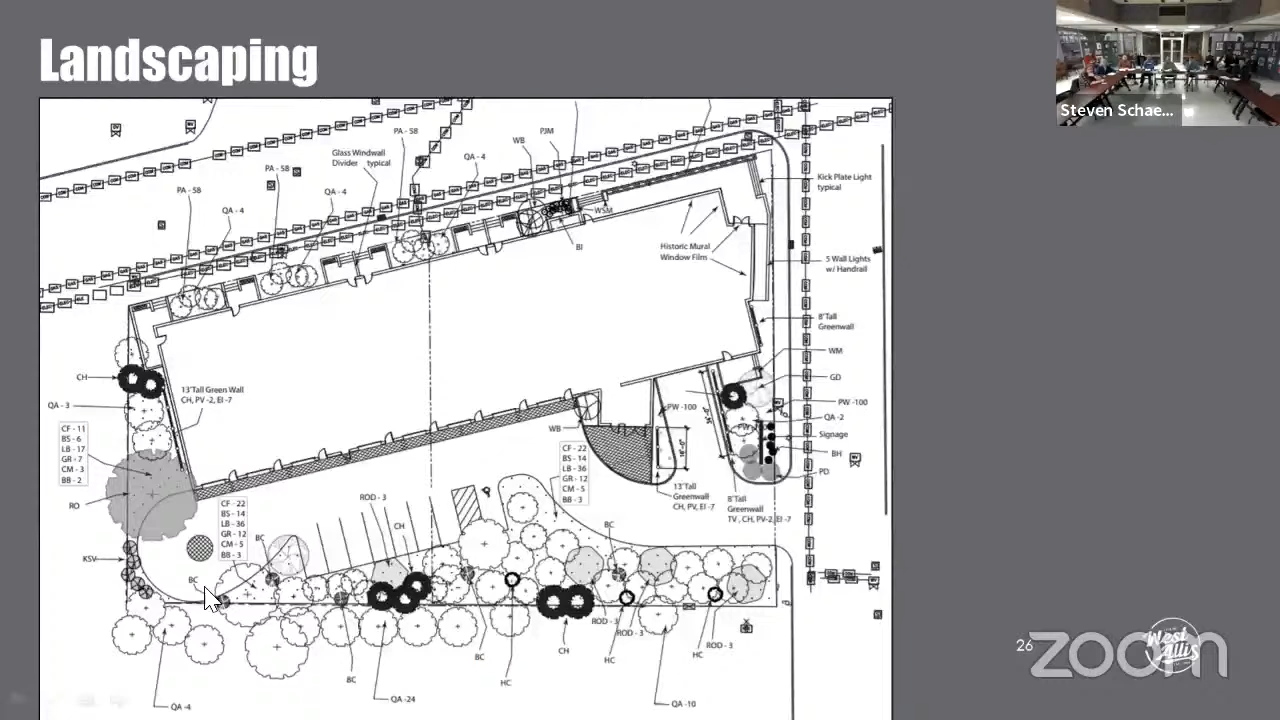 Landscaping
Steven Schae...
PA - 58
QA - 4
PA - 58
QA - 4
Glass Windwall
Divider typical
PA - 58
QA - 4
WB
PJM
WSM
BI
Kick Plate Light
typical
Historic Mural
Window Film
5 Wall Lights
w/ Handrail
8'Tall
Greenwall
WM
GD
PW -100
QA -2
Signage
BH
PD
CH
QA - 3
13'Tall Green Wall
CH, PV -2, EI -7
CF - 11
BS - 6
LB - 17
GR - 7
CM - 3
BB - 2
RO
KSV
CF - 22
BS - 14
LB - 36
GR - 12
CM - 5
BB - 3
BC
BC
ROD - 3
CH
WB
CF - 22
BS - 14
LB - 36
GR - 12
CM - 5
BB - 3
PW -100
13'Tall
Greenwall
CH, PV, EI -7
8'Tall
Greenwall
TV , CH, PV-2, EI -7
BC
ROD - 3
ROD - 3
ROD - 3
BC
CH
HC
HC
HC
BC
QA -4
QA -24
QA -10
26
West
Allis
zoom